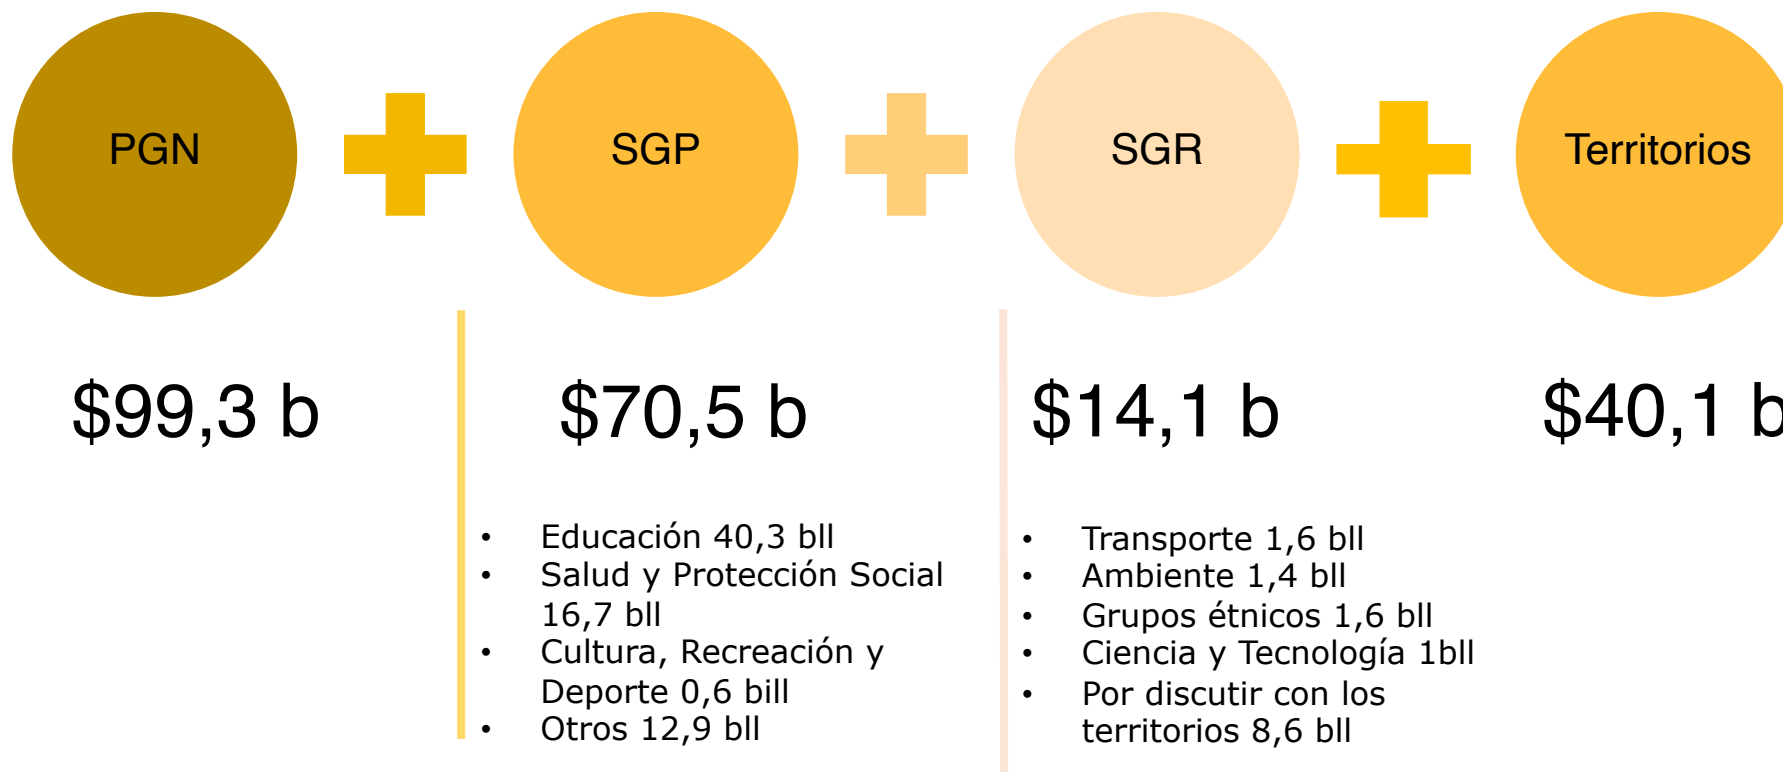 PGN
SGP
SGR
Territorios
$99,3 b
$70,5 b
$14,1 b
$40,1 b
• Educación 40,3 bll
• Salud y Protección Social
16,7 bll
• Cultura, Recreación y
Deporte 0,6 bill
• Otros 12,9 bll
• Transporte 1,6 bll
• Ambiente 1,4 bll
• Grupos étnicos 1,6 bll
• Ciencia y Tecnología 1bll
• Por discutir con los
territorios 8,6 bll